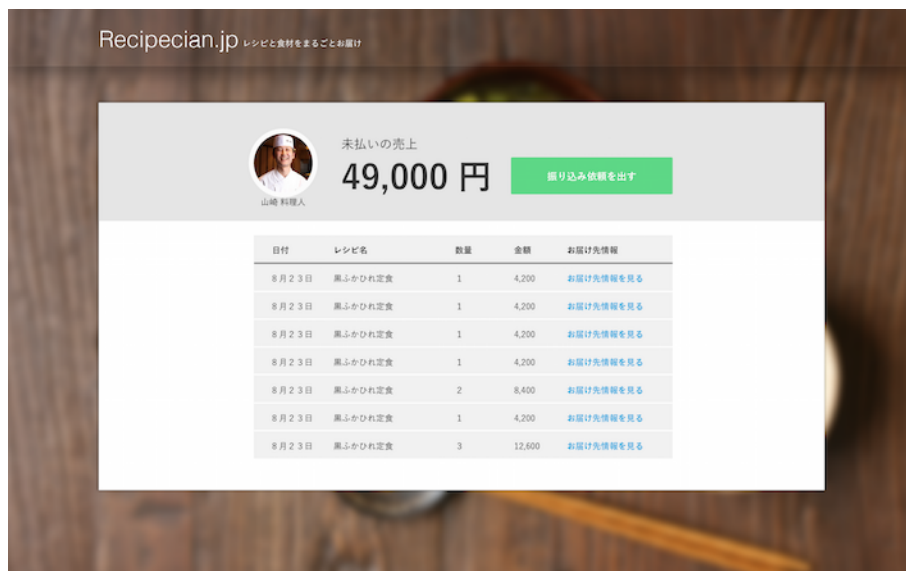 Recipecian.jp レシピと食材をまるごとお届け
未払いの売上
49,000 円
振り込み依頼を出す
山崎 料理人
日付 レシピ名 数量 金額 お届け先情報
8月23日 黒ふかひれ定食 1 4,200 お届け先情報を見る
8月23日 黒ふかひれ定食 1 4,200 お届け先情報を見る
8月23日 黒ふかひれ定食 1 4,200 お届け先情報を見る
8月23日 黒ふかひれ定食 1 4,200 お届け先情報を見る
8月23日 黒ふかひれ定食 2 8,400 お届け先情報を見る
8月23日 黒ふかひれ定食 1 4,200 お届け先情報を見る
8月23日 黒ふかひれ定食 3 12,600 お届け先情報を見る